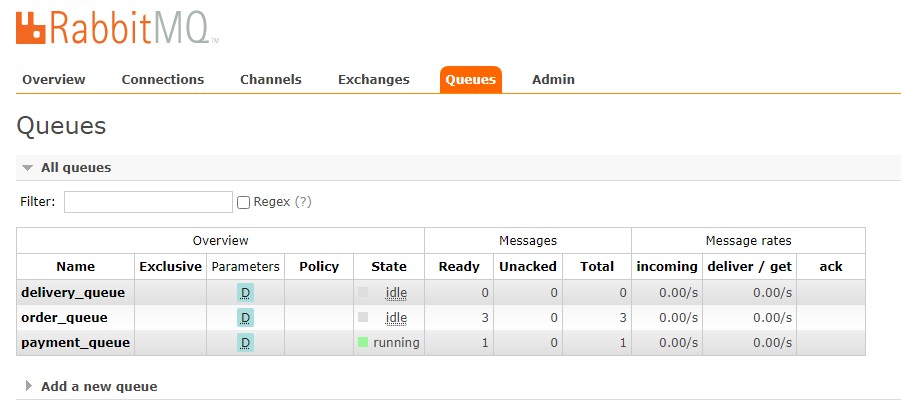 RabbitMQ™
Overview Connections Channels Exchanges Queues Admin
Queues
All queues
Filter: Regex (?)
Overview Messages Message rates
Name Exclusive Parameters Policy State Ready Unacked Total incoming deliver / get ack
delivery_queue D idle 0 0 0 0.00/s 0.00/s
order_queue D idle 3 0 3 0.00/s 0.00/s
payment_queue D running 1 0 1 0.00/s 0.00/s
Add a new queue